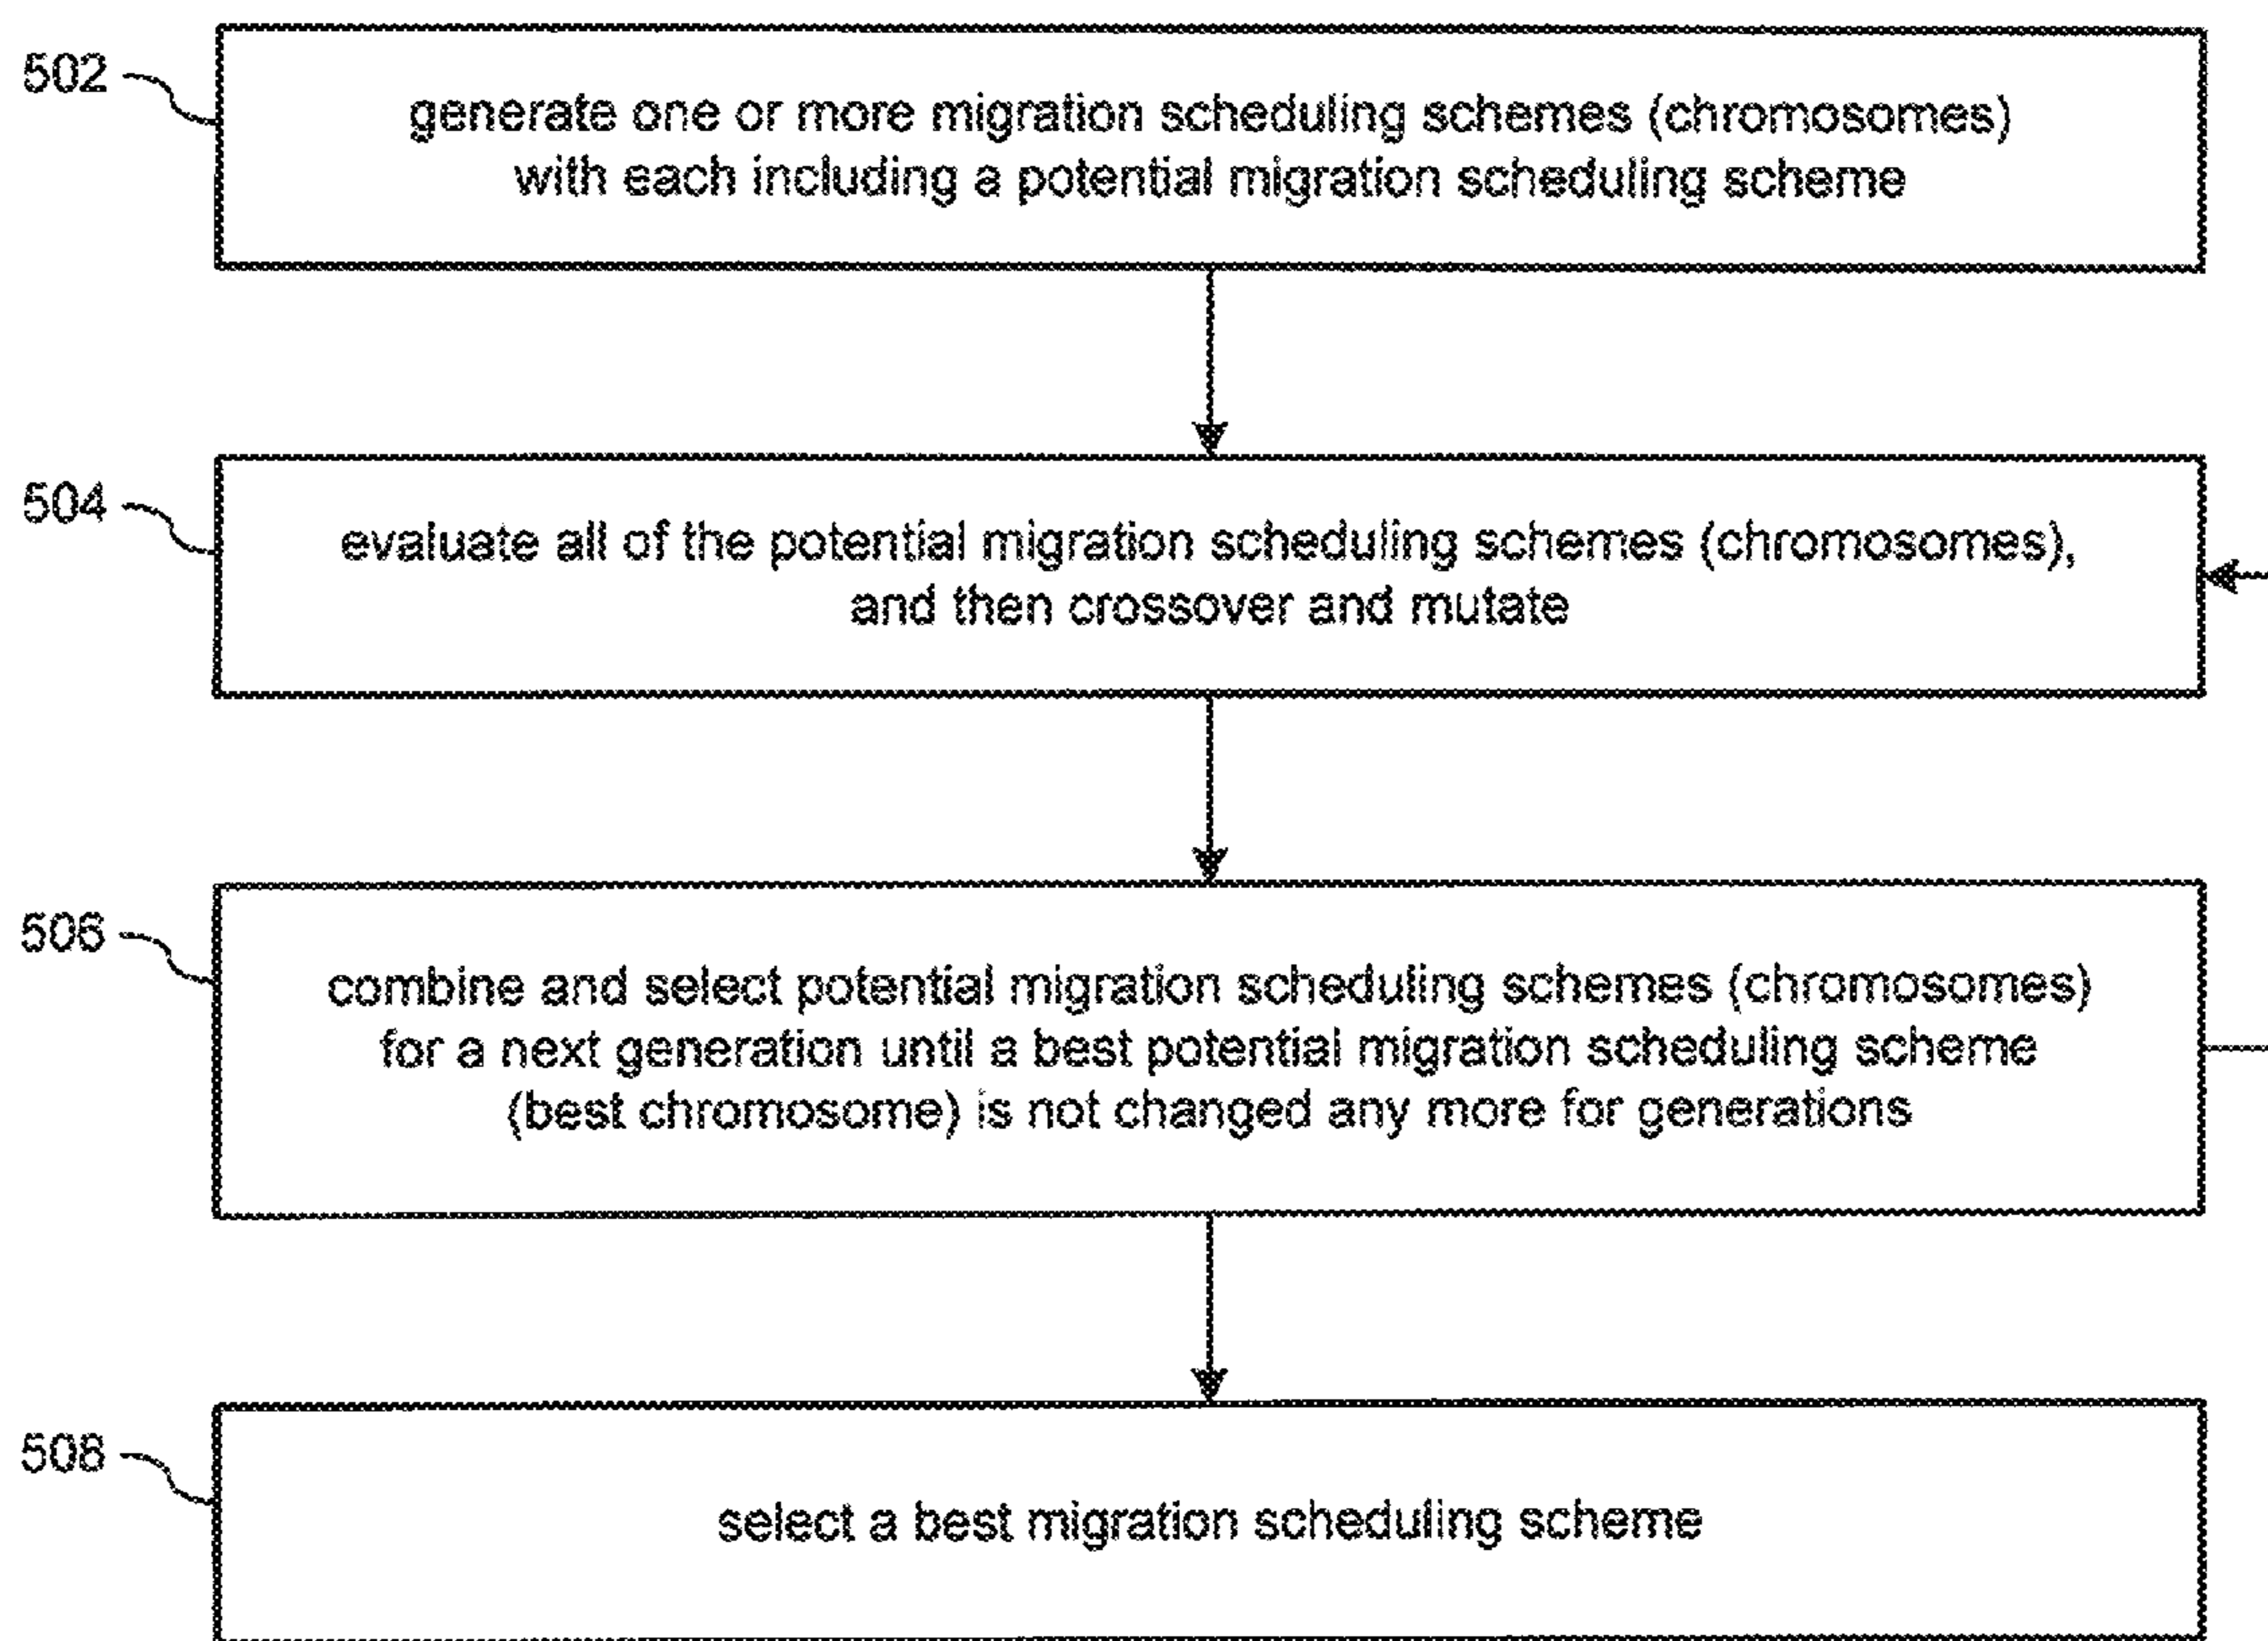 502
generate one or more migration scheduling schemes (chromosomes)
with each including a potential migration scheduling scheme
504
evaluate all of the potential migration scheduling schemes (chromosomes),
and then crossover and mutate
506
combine and select potential migration scheduling schemes (chromosomes)
for a next generation until a best potential migration scheduling scheme
(best chromosome) is not changed any more for generations
508
select a best migration scheduling scheme